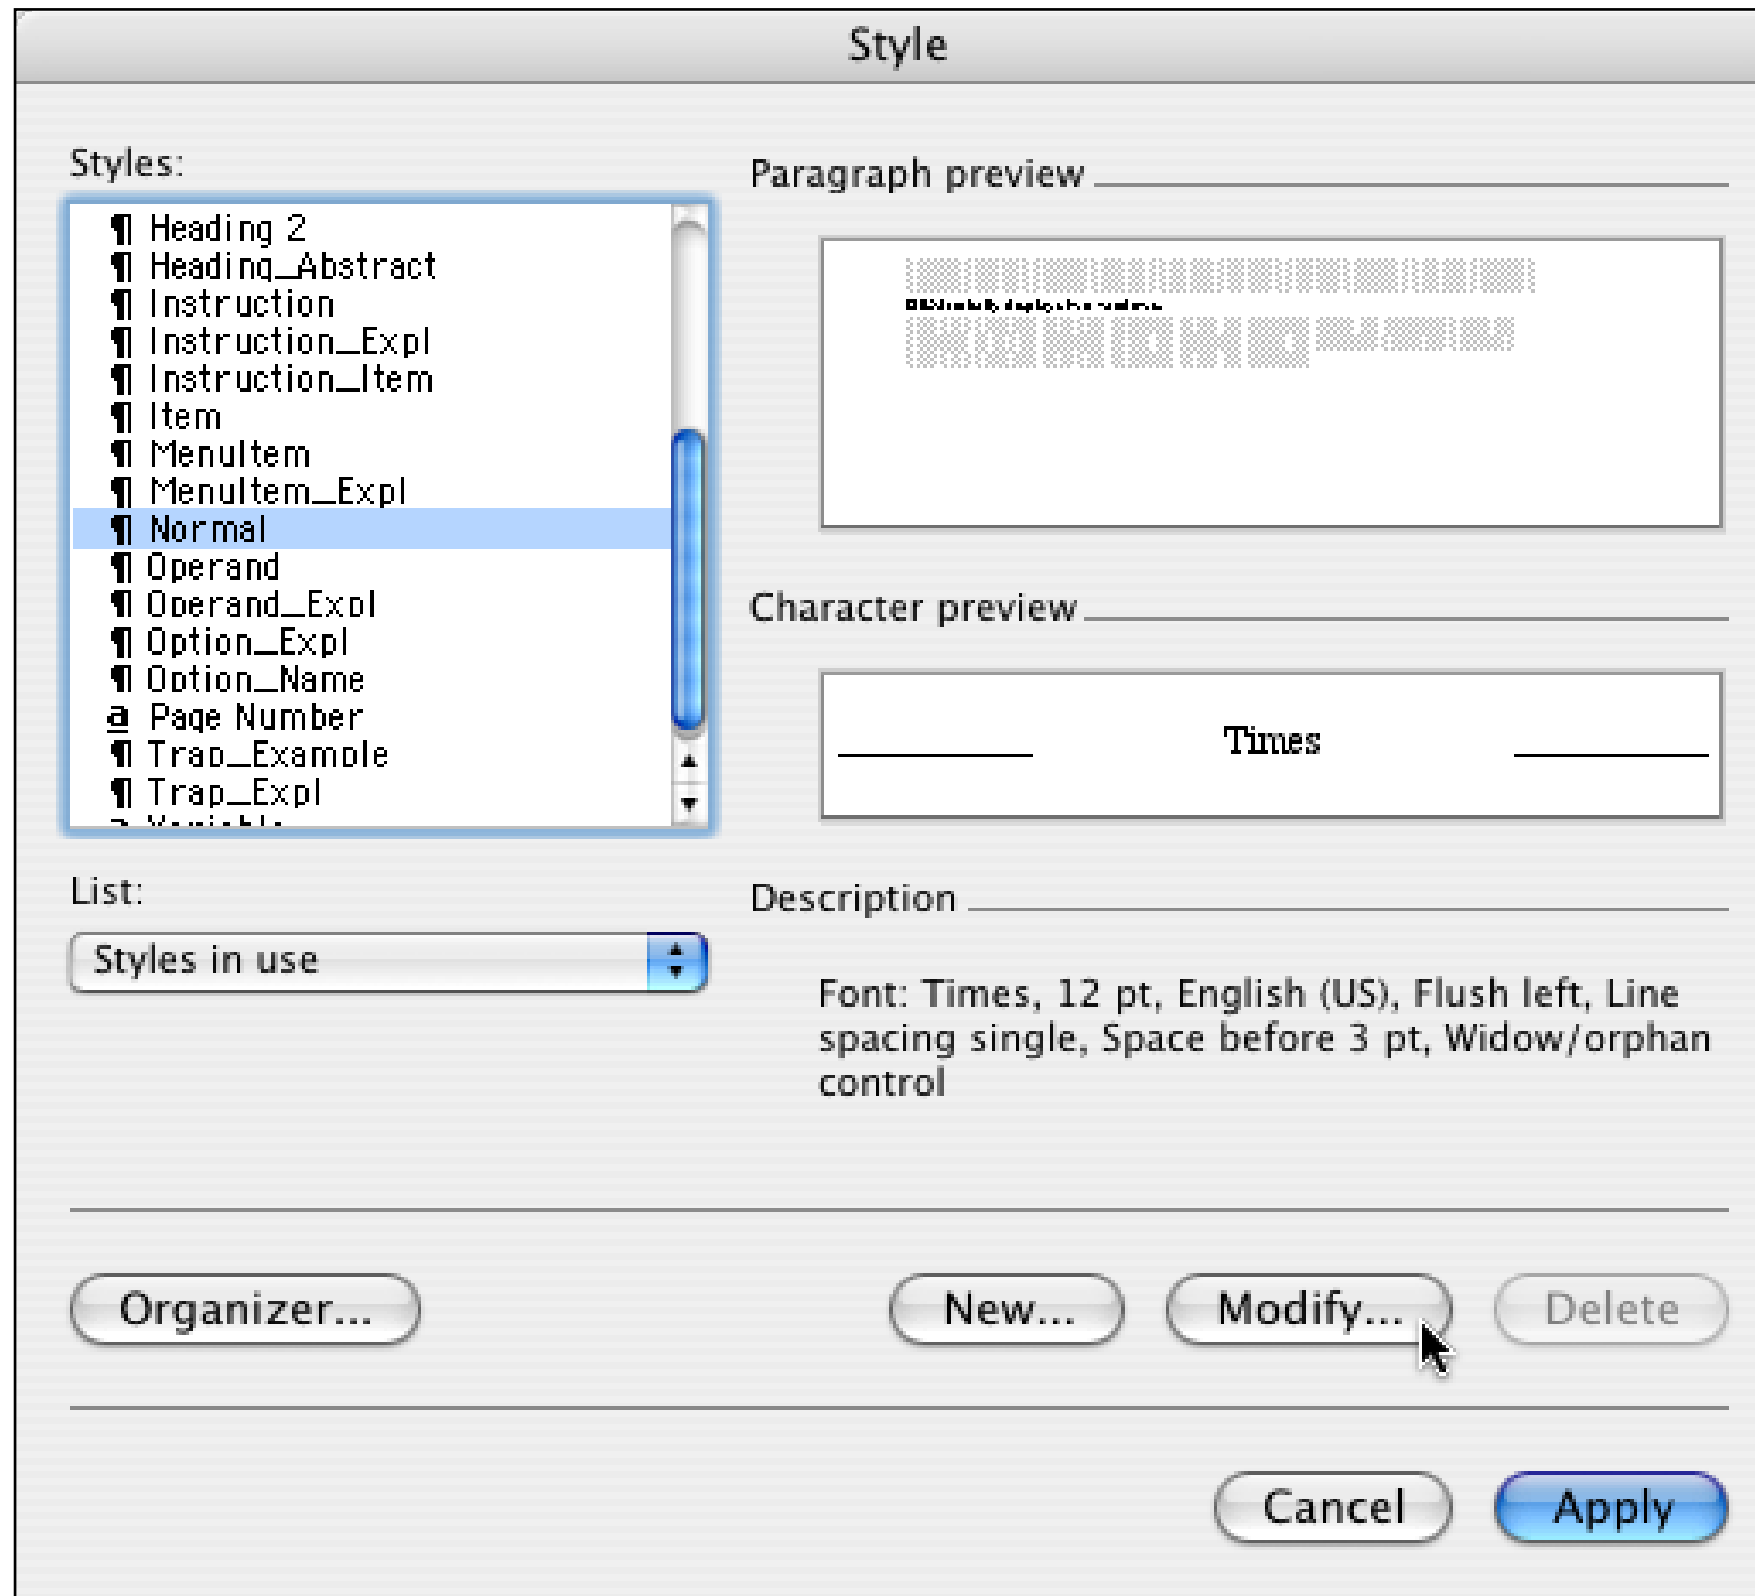 Style
Styles:
¶ Heading 2
¶ Heading_Abstract
¶ Instruction
¶ Instruction_Expl
¶ Instruction_Item
¶ Item
¶ MenuItem
¶ MenuItem_Expl
¶ Normal
¶ Operand
¶ Operand_Expl
¶ Option_Expl
¶ Option_Name
a Page Number
¶ Trap_Example
¶ Trap_Expl
List:
Styles in use
Paragraph preview
Character preview
Times
Description
Font: Times, 12 pt, English (US), Flush left, Line
spacing single, Space before 3 pt, Widow/orphan
control
Organizer...
New...
Modify...
Delete
Cancel
Apply